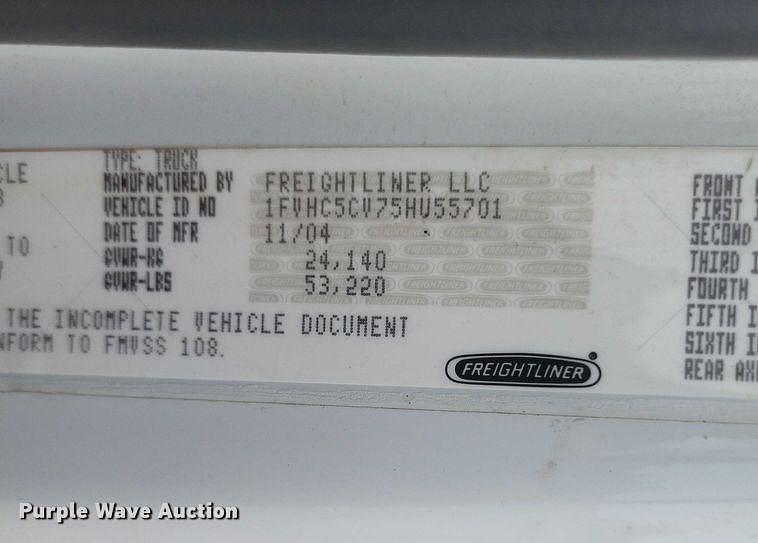 TYPE: TRUCK
CLE MANUFACTURED BY FREIGHTLINER LLC FRONT
VEHICLE ID NO 1FVHC5CV75HU55701 FIRST
TO DATE OF MFR 11/04 SECOND
GVWR-KG 24,140 THIRD
GVWR-LBS 53,220 FOURTH
THE INCOMPLETE VEHICLE DOCUMENT FIFTH
NFORM TO FMVSS 108. SIXTH
FREIGHTLINER REAR
Purple Wave Auction